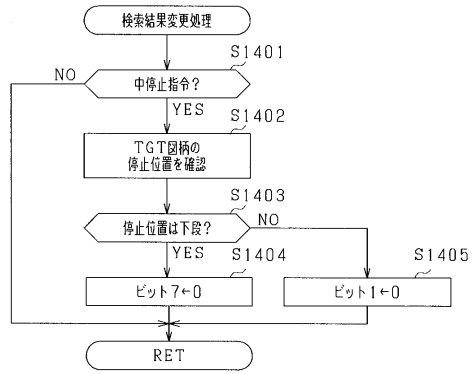 検索結果変更処理
S1401
中停止指令?
NO
YES
S1402
TGT図柄の
停止位置を確認
S1403
停止位置は下段?
NO
YES
S1404
ビット7←0
S1405
ビット1←0
RET